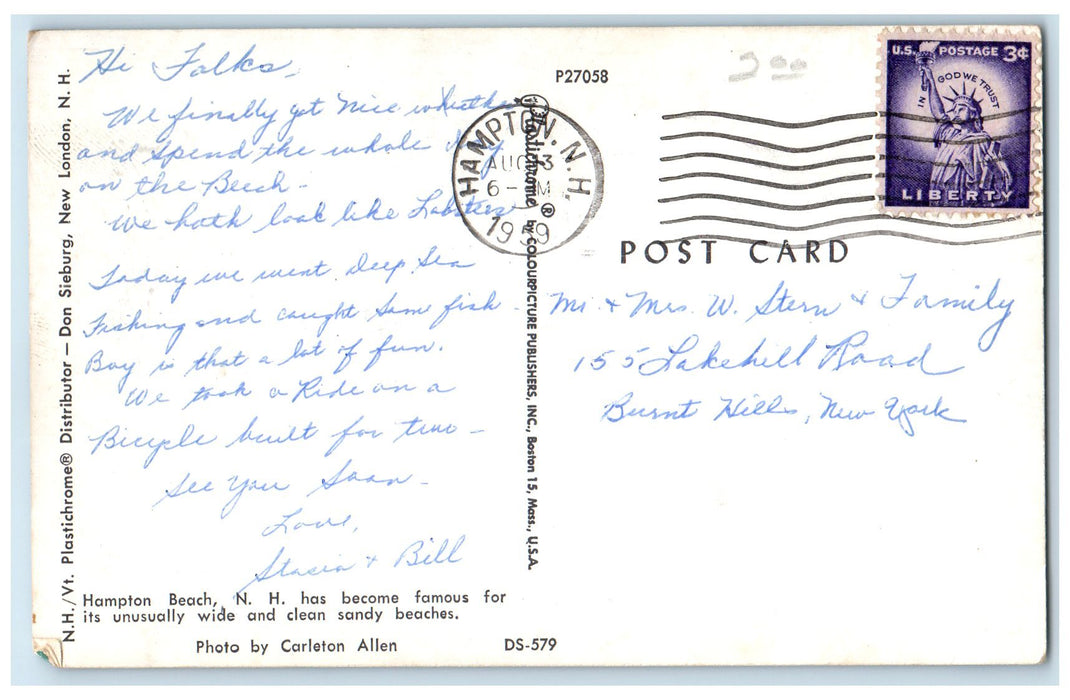 Hi Folks,
We finally got nice
and spend the whole day
on the Beech -
We both look like Lobsters
Today we went Deep Sea
Fishing and caught Som fish -
Boy is that a lot of fun.
We took a Ride on a
Bicycle built for two -
See You Soon -
Love,
Stasia + Bill
Hampton Beach, N. H. has become famous for
its unusually wide and clean sandy beaches.
Photo by Carleton Allen
DS-579
N.H./Vt. Plastichrome® Distributor — Don Sieburg, New London, N. H.
P27058
Plastichrome ® by COLOURPICTURE PUBLISHERS, INC., Boston 15, Mass., U.S.A.
HAMPTON, N.H.
AUG 3
6- M
1959
200
U.S. POSTAGE 3¢
IN GOD WE TRUST
LIBERTY
POST CARD
Mr. + Mrs. W. Stern + Family
155 Lakehill Road
Burnt Hills, New York